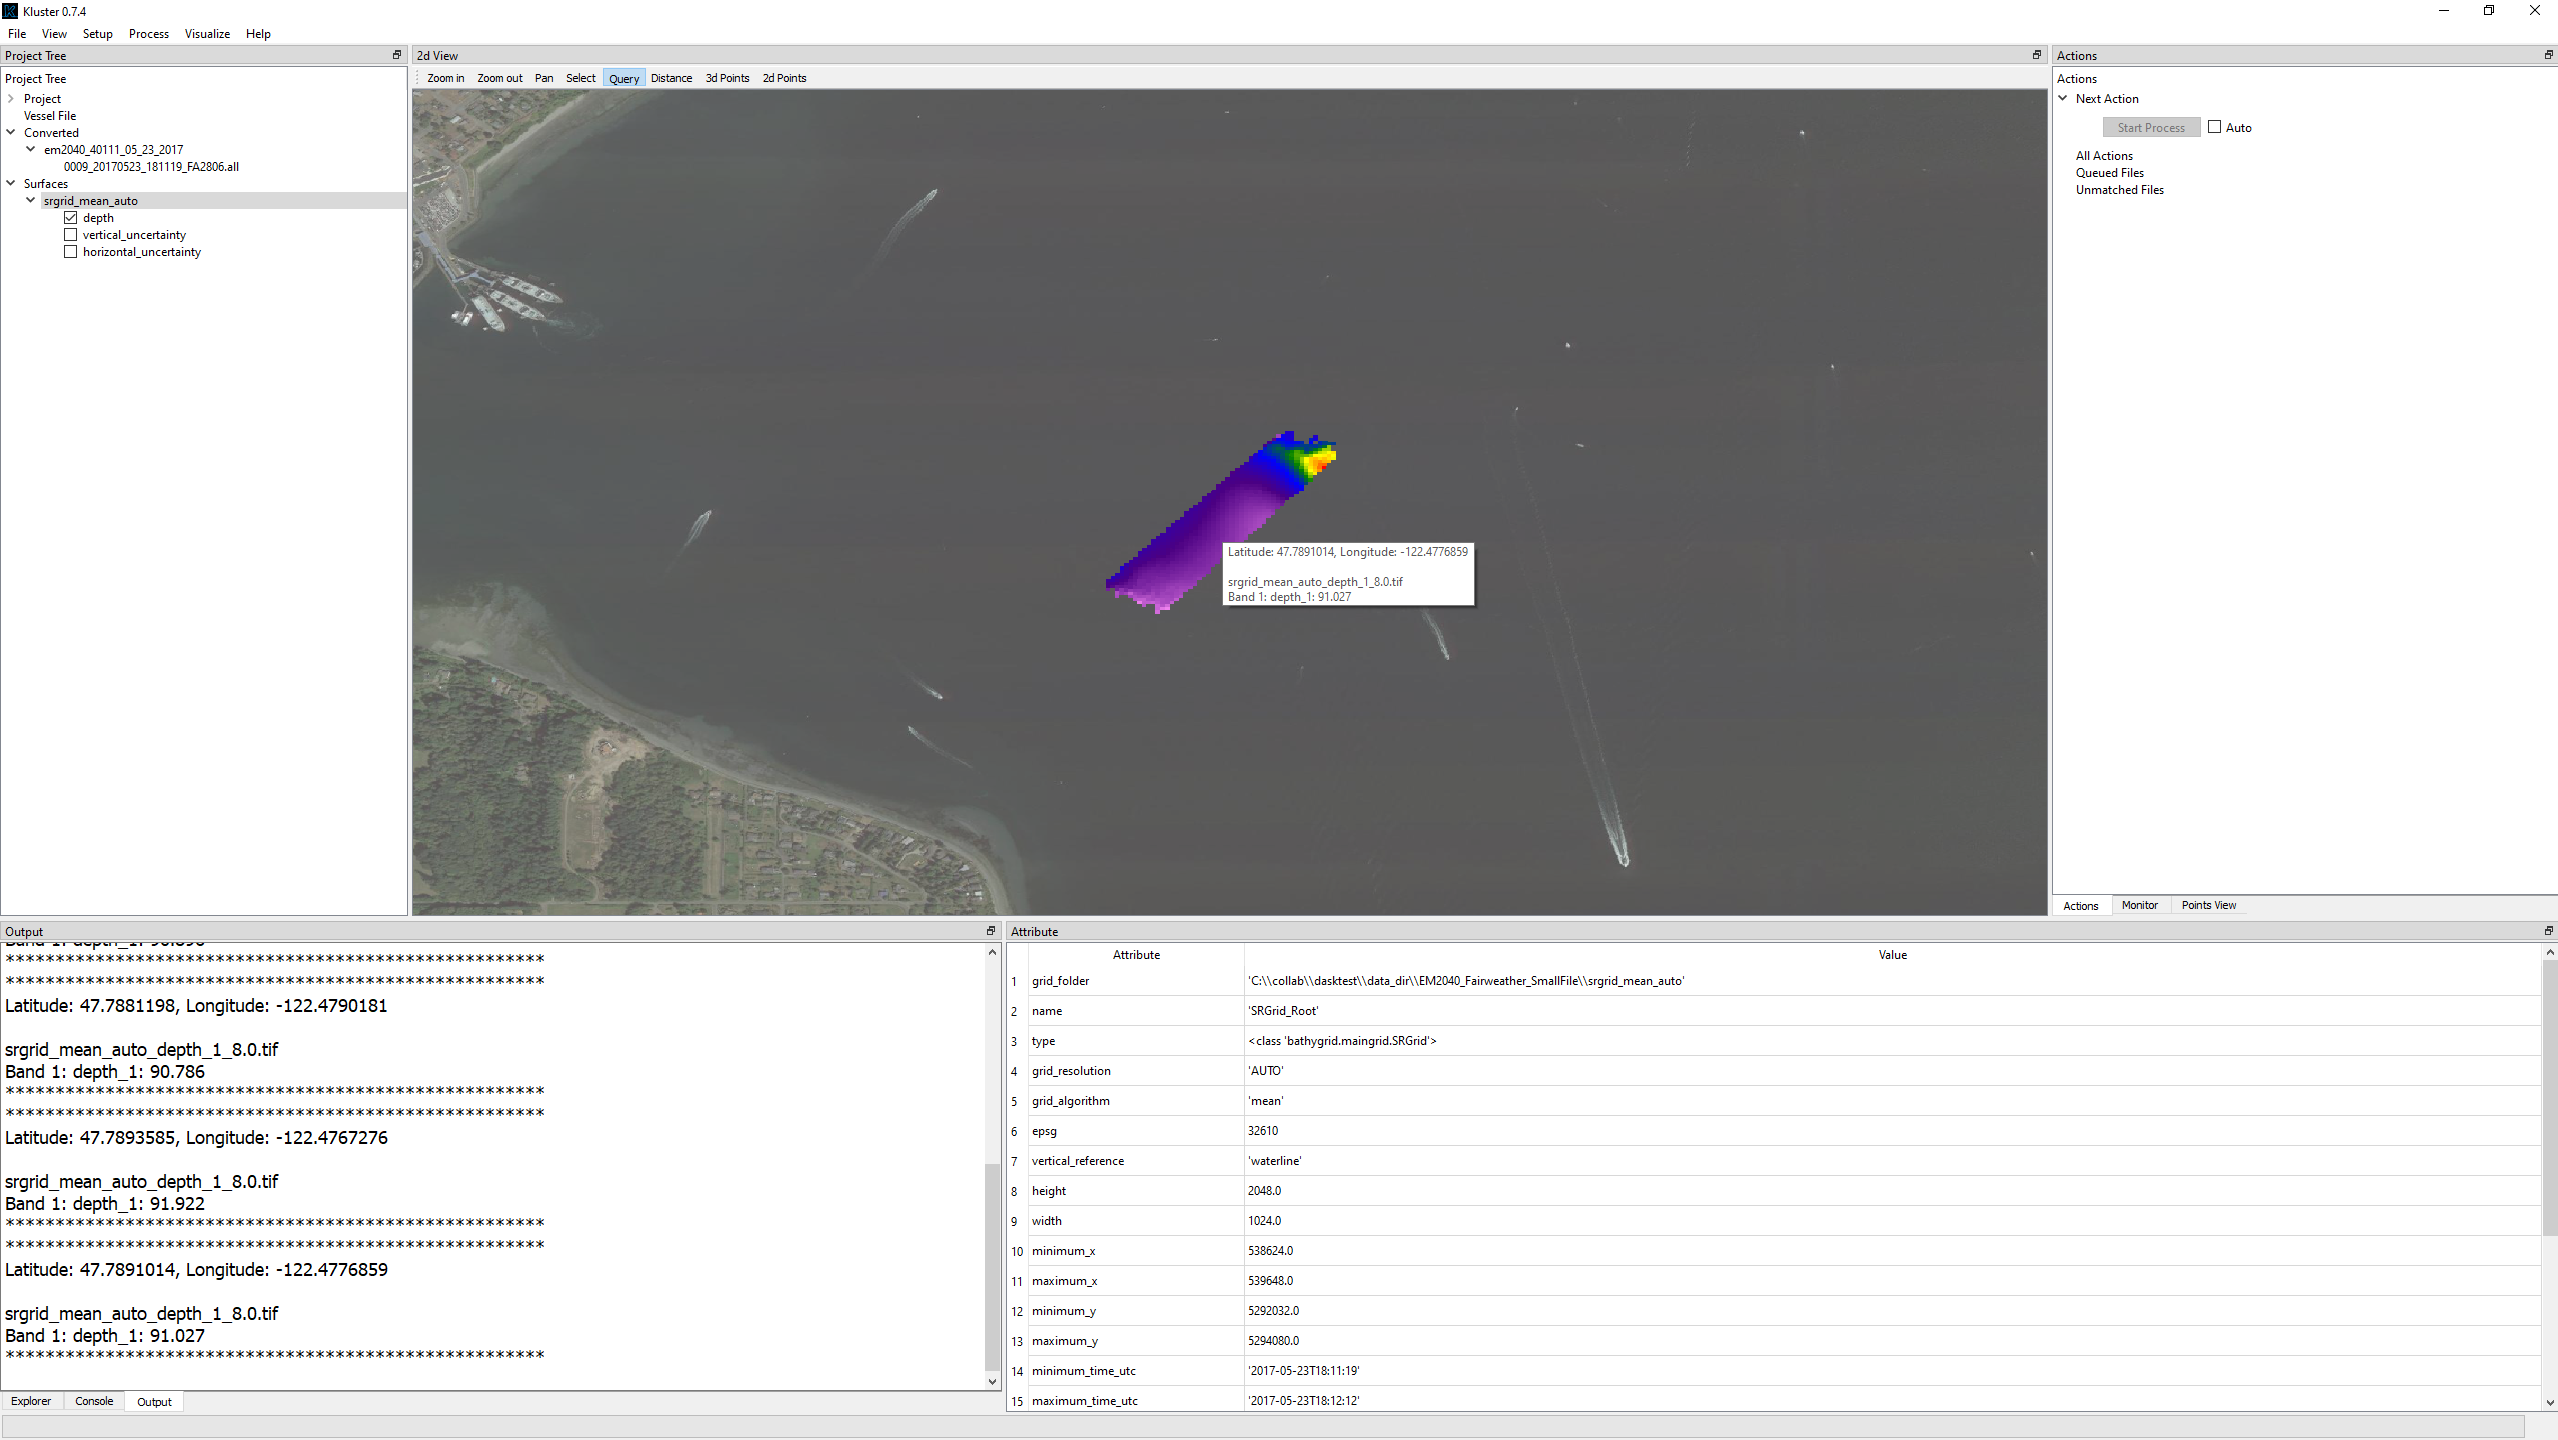 Kluster 0.7.4
File View Setup Process Visualize Help
Project Tree
Project Tree
Project
Vessel File
Converted
em2040_40111_05_23_2017
0009_20170523_181119_FA2806.all
Surfaces
srgrid_mean_auto
depth
vertical_uncertainty
horizontal_uncertainty
2d View
Zoom in Zoom out Pan Select Query Distance 3d Points 2d Points
Latitude: 47.7891014, Longitude: -122.4776859
srgrid_mean_auto_depth_1_8.0.tif
Band 1: depth_1: 91.027
Actions
Actions
Next Action
Start Process Auto
All Actions
Queued Files
Unmatched Files
Actions Monitor Points View
Output
*******************************************************
*******************************************************
Latitude: 47.7881198, Longitude: -122.4790181
srgrid_mean_auto_depth_1_8.0.tif
Band 1: depth_1: 90.786
*******************************************************
*******************************************************
Latitude: 47.7893585, Longitude: -122.4767276
srgrid_mean_auto_depth_1_8.0.tif
Band 1: depth_1: 91.922
*******************************************************
*******************************************************
Latitude: 47.7891014, Longitude: -122.4776859
srgrid_mean_auto_depth_1_8.0.tif
Band 1: depth_1: 91.027
*******************************************************
Explorer Console Output
Attribute
Attribute Value
1 grid_folder 'C:\\collab\\dasktest\\data_dir\\EM2040_Fairweather_SmallFile\\srgrid_mean_auto'
2 name 'SRGrid_Root'
3 type <class 'bathygrid.maingrid.SRGrid'>
4 grid_resolution 'AUTO'
5 grid_algorithm 'mean'
6 epsg 32610
7 vertical_reference 'waterline'
8 height 2048.0
9 width 1024.0
10 minimum_x 538624.0
11 maximum_x 539648.0
12 minimum_y 5292032.0
13 maximum_y 5294080.0
14 minimum_time_utc '2017-05-23T18:11:19'
15 maximum_time_utc '2017-05-23T18:12:12'